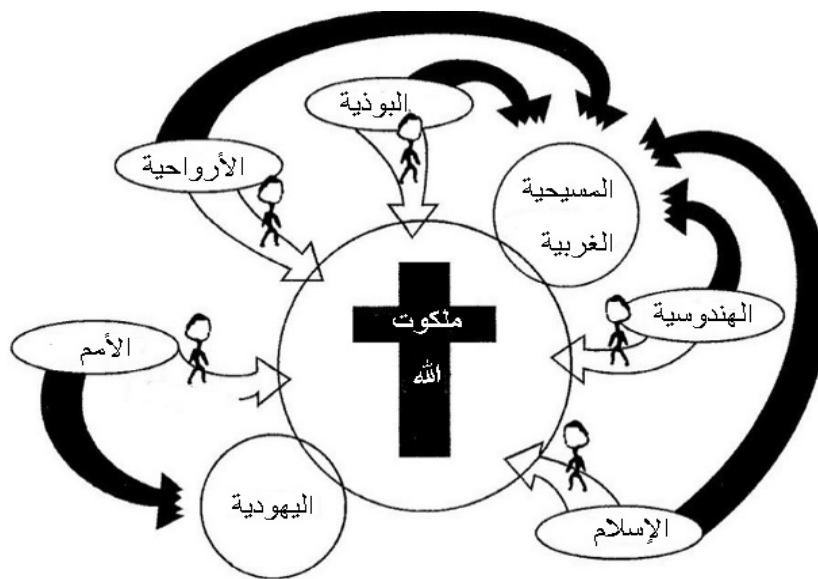 البوذية
الأرواحية
المسيحية
الغربية
الهندوسية
ملكوت
الله
الأمم
اليهودية
الإسلام